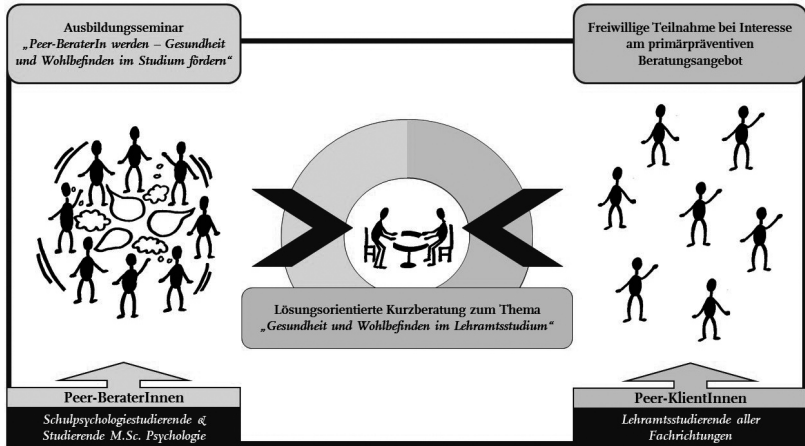 Ausbildungsseminar
„Peer-BeraterIn werden – Gesundheit
und Wohlbefinden im Studium fördern“
Freiwillige Teilnahme bei Interesse
am primärpräventiven
Beratungsangebot
Lösungsorientierte Kurzberatung zum Thema
„Gesundheit und Wohlbefinden im Lehramtsstudium“
Peer-BeraterInnen
Schulpsychologiestudierende &
Studierende M.Sc. Psychologie
Peer-KlientInnen
Lehramtsstudierende aller
Fachrichtungen